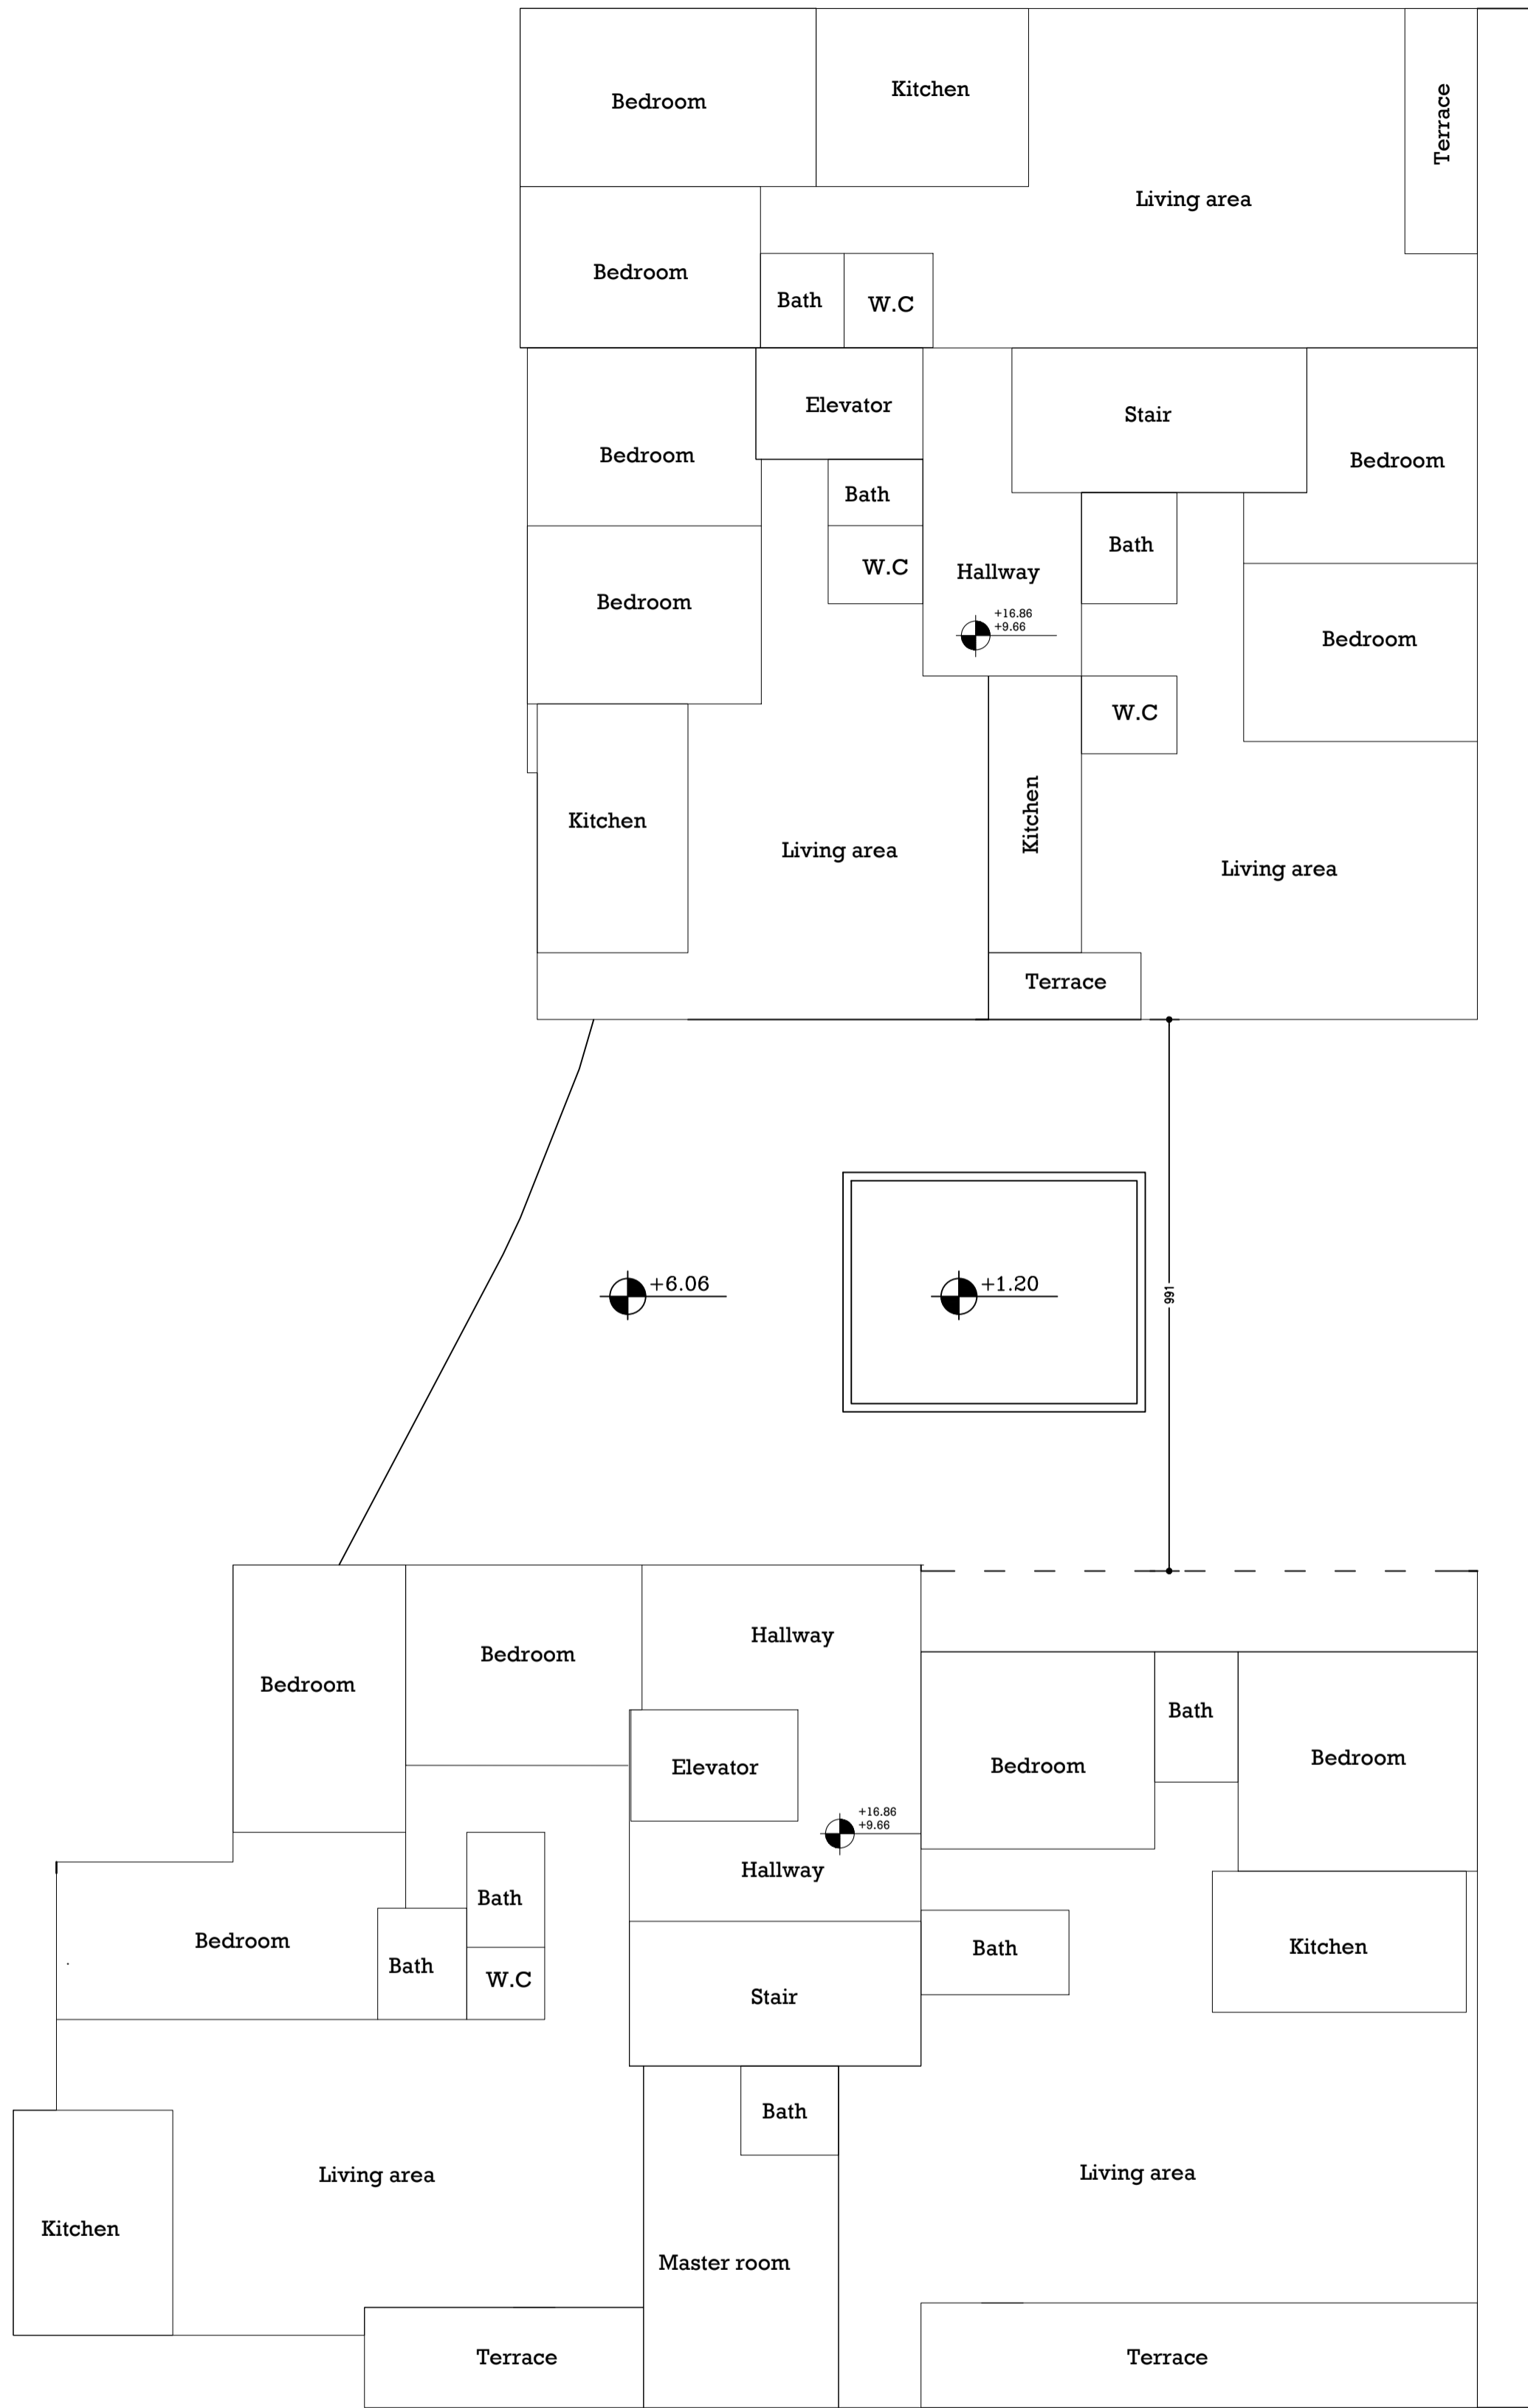 Bedroom
Kitchen
Terrace
Living area
Bedroom
Bath
W.C
Elevator
Stair
Bedroom
Bedroom
Bath
Bath
W.C
Hallway
Bedroom
+16.86
+9.66
Bedroom
W.C
Kitchen
Kitchen
Living area
Living area
Terrace
+6.06
+1.20
991
Hallway
Bedroom
Bedroom
Bath
Bedroom
Bedroom
Elevator
+16.86
+9.66
Hallway
Bath
Bedroom
Bath
Kitchen
Bath
W.C
Stair
Bath
Living area
Living area
Kitchen
Master room
Terrace
Terrace